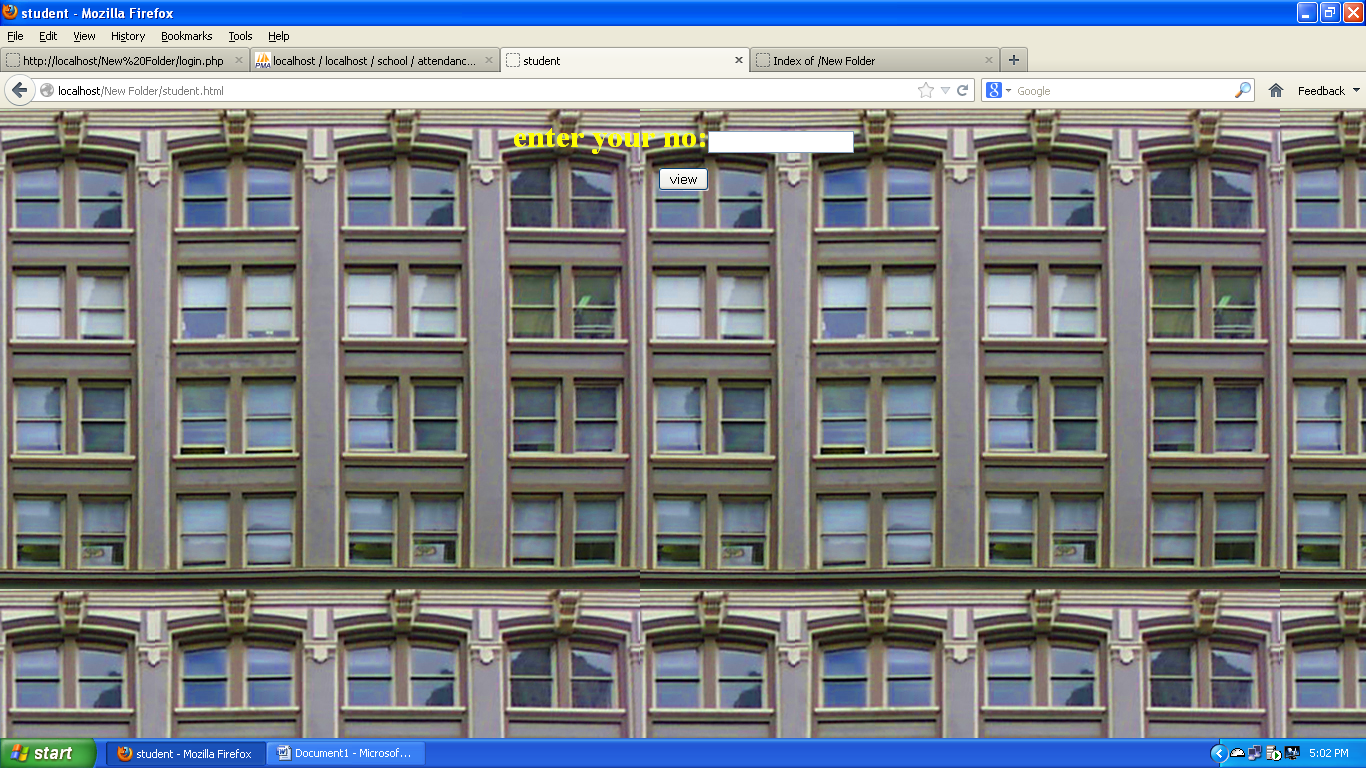 student - Mozilla Firefox
File Edit View History Bookmarks Tools Help
http://localhost/New%20Folder/login.php
PMA localhost / localhost / school / attendanc...
student
Index of /New Folder
localhost/New Folder/student.html
8 Google
Feedback
enter your no:
view
start
student - Mozilla Firefox
Document1 - Microsof...
5:02 PM